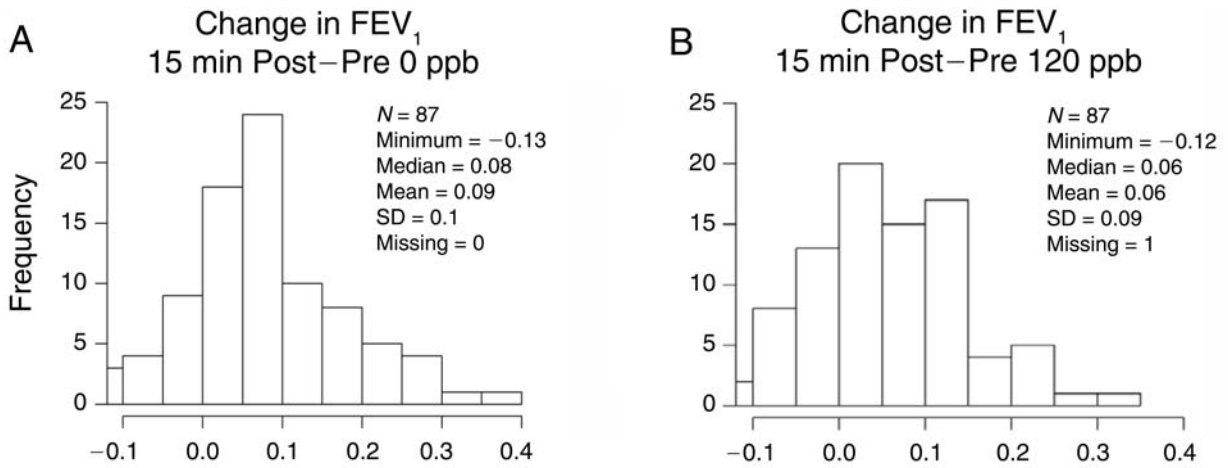 A
Change in FEV1
15 min Post−Pre 0 ppb
Frequency
25
20
15
10
5
0
N = 87
Minimum = −0.13
Median = 0.08
Mean = 0.09
SD = 0.1
Missing = 0
−0.1 0.0 0.1 0.2 0.3 0.4
B
Change in FEV1
15 min Post−Pre 120 ppb
25
20
15
10
5
0
N = 87
Minimum = −0.12
Median = 0.06
Mean = 0.06
SD = 0.09
Missing = 1
−0.1 0.0 0.1 0.2 0.3 0.4